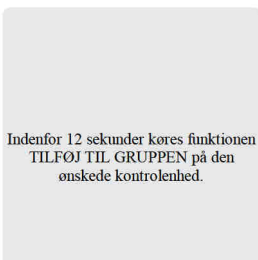 Indenfor 12 sekunder køres funktionen
TILFØJ TIL GRUPPEN på den
ønskede kontrolenhed.